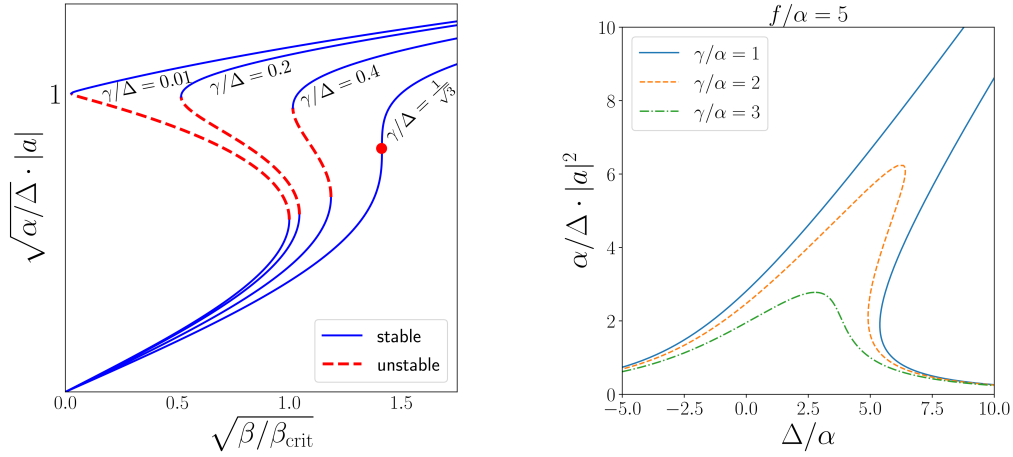 γ/Δ = 0.01
γ/Δ = 0.2
γ/Δ = 0.4
γ/Δ = 1/√3
1
√α/Δ · |a|
stable
unstable
0.0 0.5 1.0 1.5
√β/β_crit
f/α = 5
γ/α = 1
γ/α = 2
γ/α = 3
10
8
6
4
2
0
α/Δ · |a|²
−5.0 −2.5 0.0 2.5 5.0 7.5 10.0
Δ/α